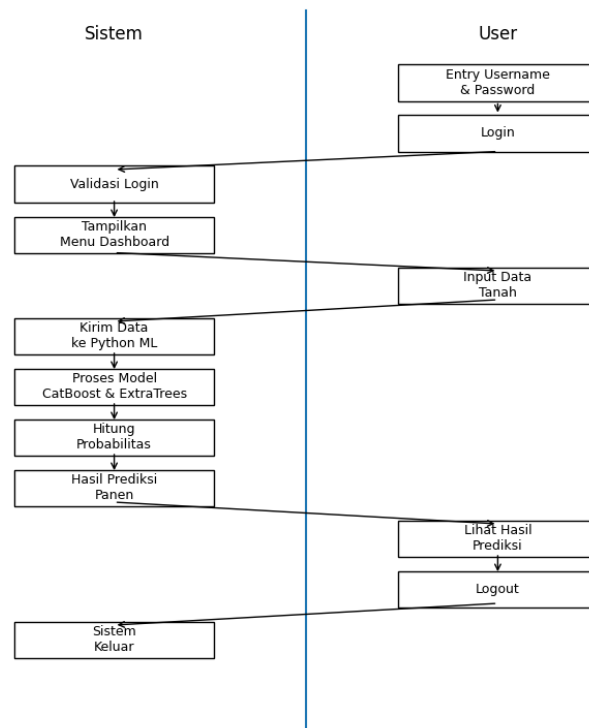 Sistem
User
Entry Username
& Password
Login
Validasi Login
Tampilkan
Menu Dashboard
Input Data
Tanah
Kirim Data
ke Python ML
Proses Model
CatBoost & ExtraTrees
Hitung
Probabilitas
Hasil Prediksi
Panen
Lihat Hasil
Prediksi
Logout
Sistem
Keluar